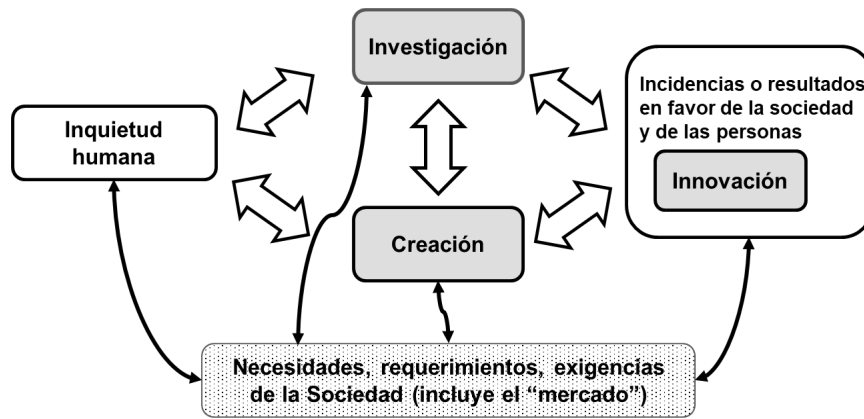 Investigación
Incidencias o resultados
en favor de la sociedad
y de las personas
Inquietud
humana
Innovación
Creación
Necesidades, requerimientos, exigencias
de la Sociedad (incluye el “mercado”)